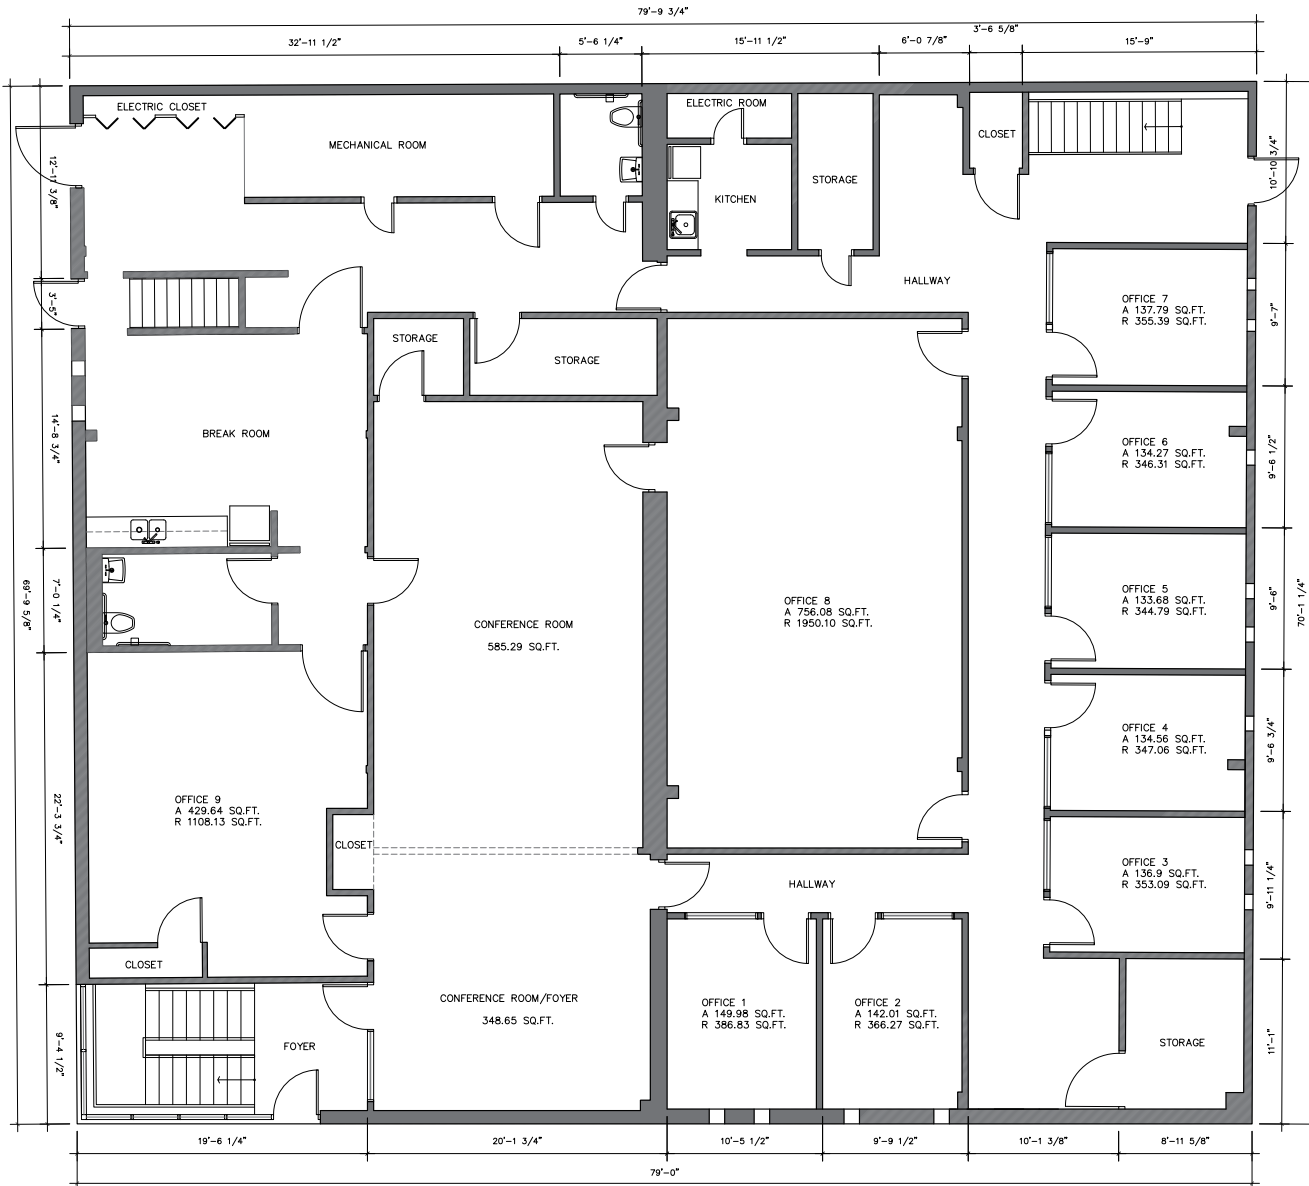 79'-9 3/4"
32'-11 1/2"
5'-6 1/4"
15'-11 1/2"
6'-0 7/8"
3'-6 5/8"
15'-9"
ELECTRIC CLOSET
MECHANICAL ROOM
ELECTRIC ROOM
KITCHEN
STORAGE
CLOSET
12'-11 3/8"
10'-10 3/4"
3'-5"
HALLWAY
OFFICE 7
A 137.79 SQ.FT.
R 355.39 SQ.FT.
9'-7"
STORAGE
STORAGE
BREAK ROOM
14'-8 3/4"
OFFICE 6
A 134.27 SQ.FT.
R 346.31 SQ.FT.
9'-6 1/2"
69'-9 5/8"
7'-0 1/4"
CONFERENCE ROOM
585.29 SQ.FT.
OFFICE 8
A 756.08 SQ.FT.
R 1950.10 SQ.FT.
OFFICE 5
A 133.68 SQ.FT.
R 344.79 SQ.FT.
9'-6"
70'-1 1/4"
OFFICE 4
A 134.56 SQ.FT.
R 347.06 SQ.FT.
9'-6 3/4"
22'-3 3/4"
OFFICE 9
A 429.64 SQ.FT.
R 1108.13 SQ.FT.
CLOSET
HALLWAY
OFFICE 3
A 136.9 SQ.FT.
R 353.09 SQ.FT.
9'-11 1/4"
CLOSET
CONFERENCE ROOM/FOYER
348.65 SQ.FT.
OFFICE 1
A 149.98 SQ.FT.
R 386.83 SQ.FT.
OFFICE 2
A 142.01 SQ.FT.
R 366.27 SQ.FT.
9'-4 1/2"
FOYER
STORAGE
11'-1"
19'-6 1/4"
20'-1 3/4"
10'-5 1/2"
9'-9 1/2"
10'-1 3/8"
8'-11 5/8"
79'-0"